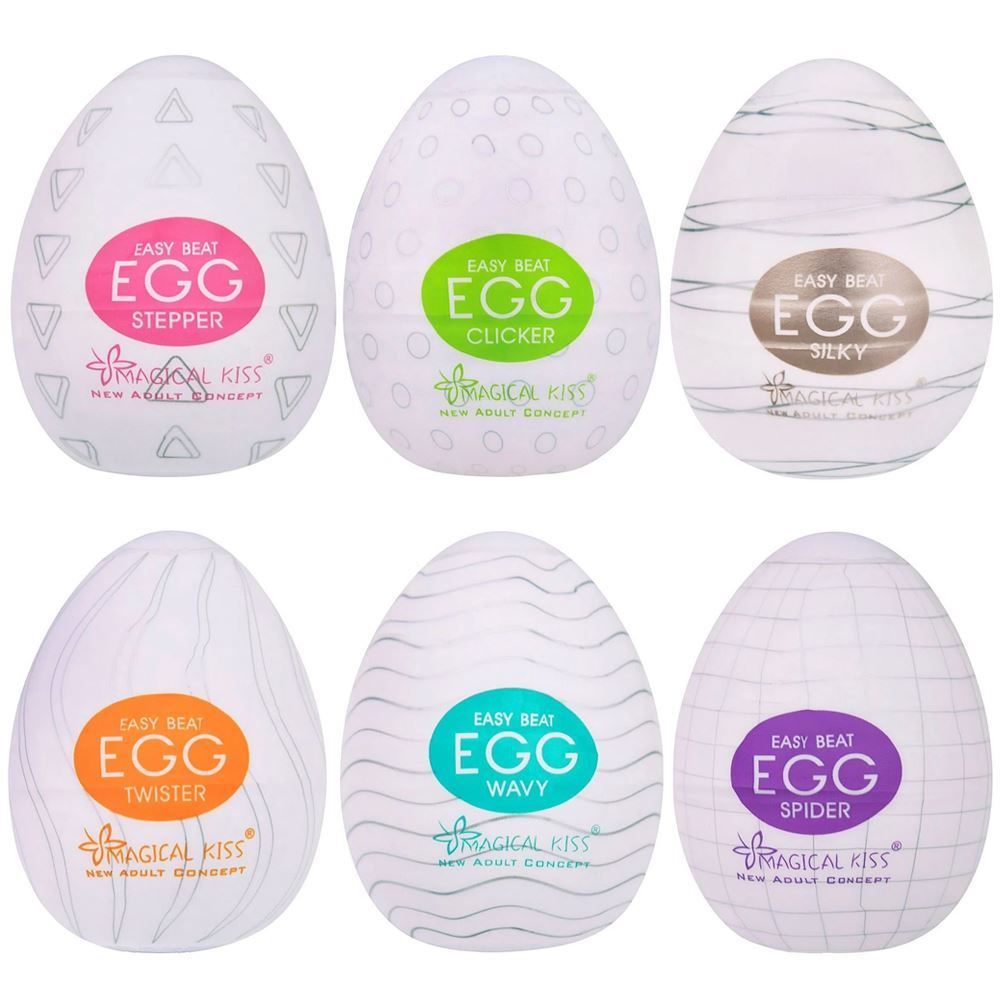 EASY BEAT
EGG
STEPPER
MAGICAL KISS®
NEW ADULT CONCEPT
EASY BEAT
EGG
CLICKER
MAGICAL KISS®
NEW ADULT CONCEPT
EASY BEAT
EGG
SILKY
MAGICAL KISS®
NEW ADULT CONCEPT
EASY BEAT
EGG
TWISTER
MAGICAL KISS®
NEW ADULT CONCEPT
EASY BEAT
EGG
WAVY
MAGICAL KISS®
NEW ADULT CONCEPT
EASY BEAT
EGG
SPIDER
MAGICAL KISS®
NEW ADULT CONCEPT